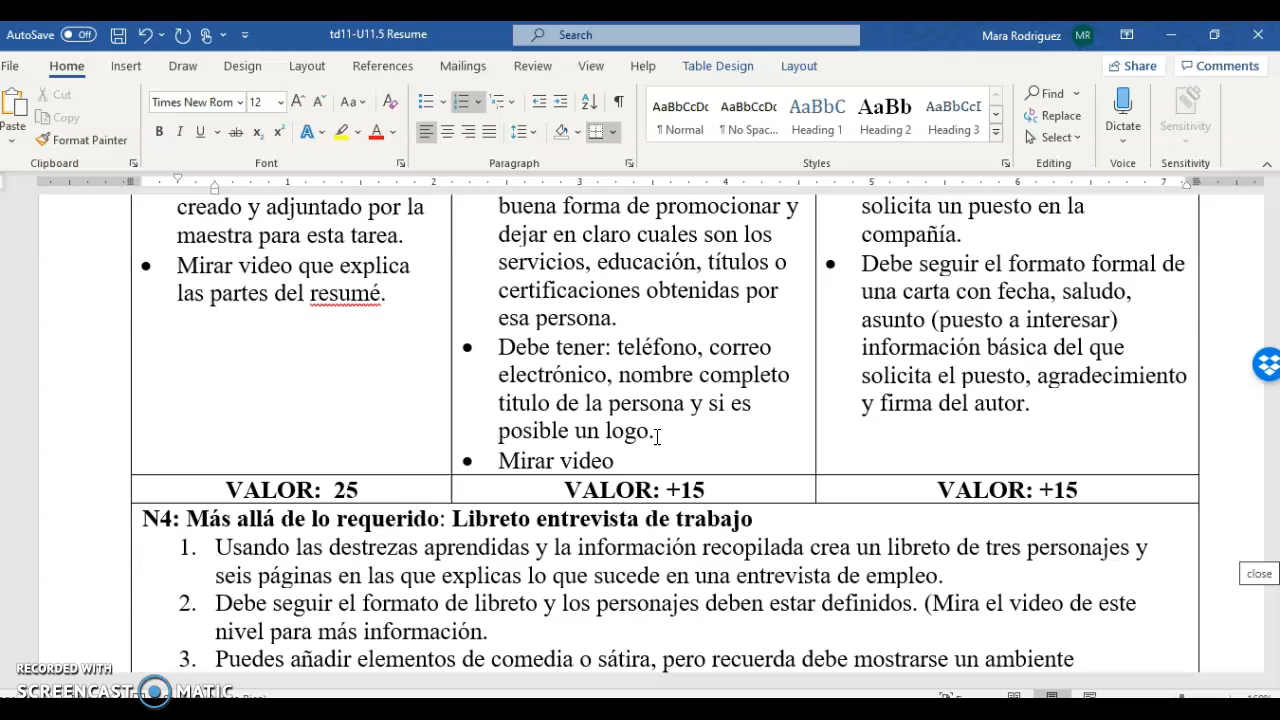 AutoSave Off td11-U11.5 Resume Search Mara Rodriguez MR
File Home Insert Draw Design Layout References Mailings Review View Help Table Design Layout Share Comments
Paste Cut Copy Format Painter Clipboard
Times New Rom 12 Aa Font
Paragraph
AaBbCcDc AaBbCcDc AaBbC AaBb AaBbCcI
¶ Normal ¶ No Spac... Heading 1 Heading 2 Heading 3 Styles
Find Replace Select Editing
Dictate Voice
Sensitivity Sensitivity
1 2 3 4 5 6 7
creado y adjuntado por la
maestra para esta tarea.
• Mirar video que explica
las partes del resumé.
buena forma de promocionar y
dejar en claro cuales son los
servicios, educación, títulos o
certificaciones obtenidas por
esa persona.
• Debe tener: teléfono, correo
electrónico, nombre completo
titulo de la persona y si es
posible un logo.
• Mirar video
solicita un puesto en la
compañía.
• Debe seguir el formato formal de
una carta con fecha, saludo,
asunto (puesto a interesar)
información básica del que
solicita el puesto, agradecimiento
y firma del autor.
VALOR: 25 VALOR: +15 VALOR: +15
N4: Más allá de lo requerido: Libreto entrevista de trabajo
1. Usando las destrezas aprendidas y la información recopilada crea un libreto de tres personajes y
seis páginas en las que explicas lo que sucede en una entrevista de empleo.
2. Debe seguir el formato de libreto y los personajes deben estar definidos. (Mira el video de este
nivel para más información.
3. Puedes añadir elementos de comedia o sátira, pero recuerda debe mostrarse un ambiente
close
RECORDED WITH
SCREENCAST MATIC